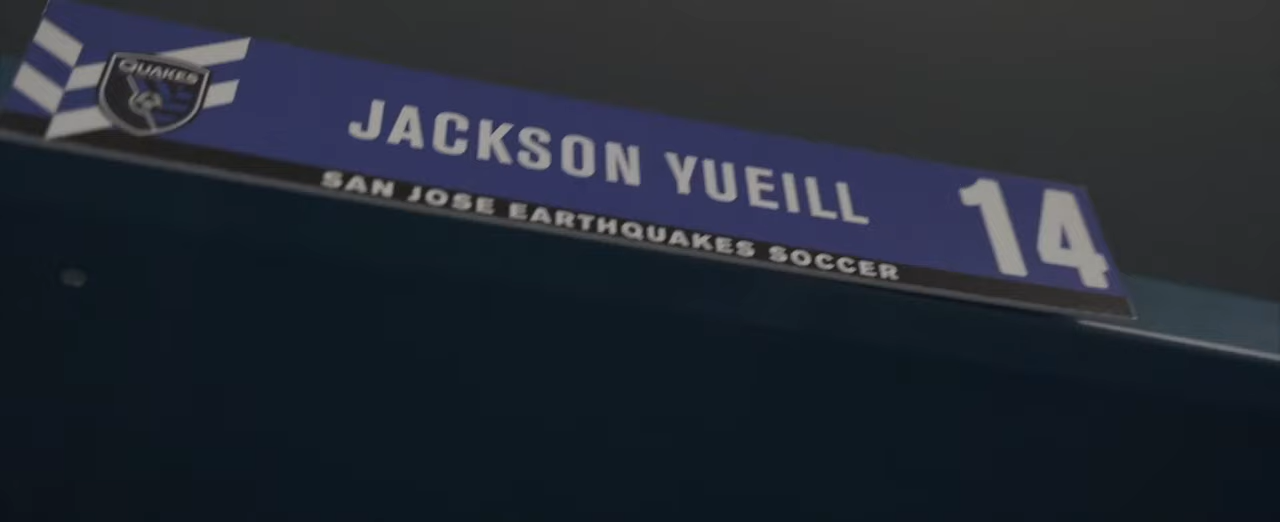 QUAKES
JACKSON YUEILL
14
SAN JOSE EARTHQUAKES SOCCER